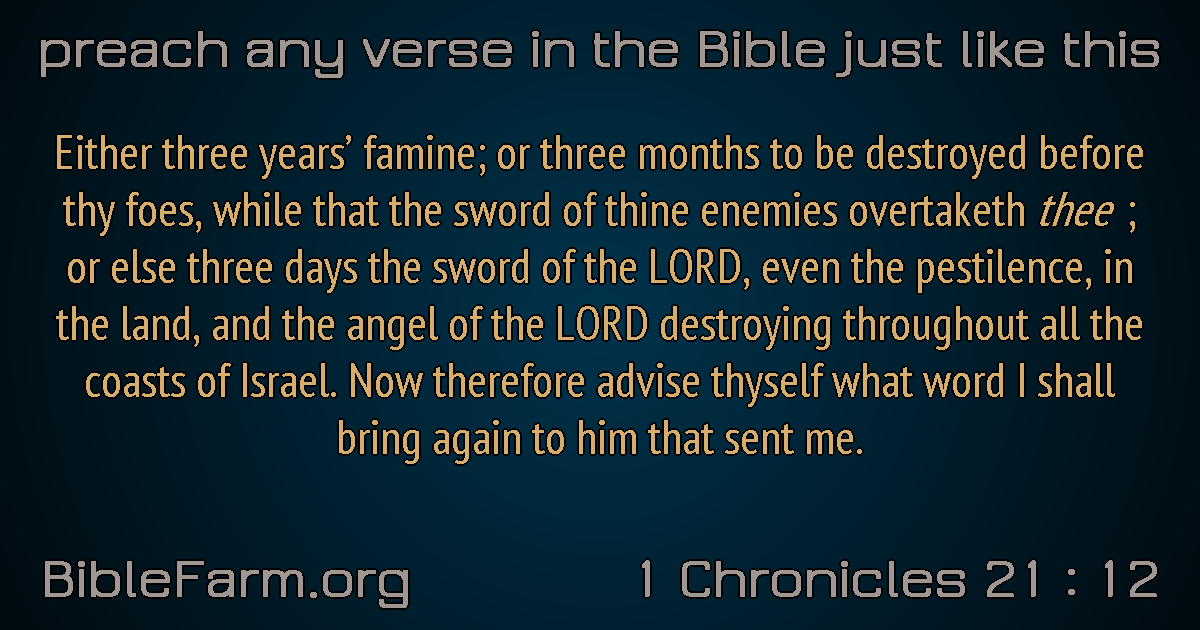 preach any verse in the Bible just like this
Either three years’ famine; or three months to be destroyed before
thy foes, while that the sword of thine enemies overtaketh thee ;
or else three days the sword of the LORD, even the pestilence, in
the land, and the angel of the LORD destroying throughout all the
coasts of Israel. Now therefore advise thyself what word I shall
bring again to him that sent me.
BibleFarm.org
1 Chronicles 21 : 12